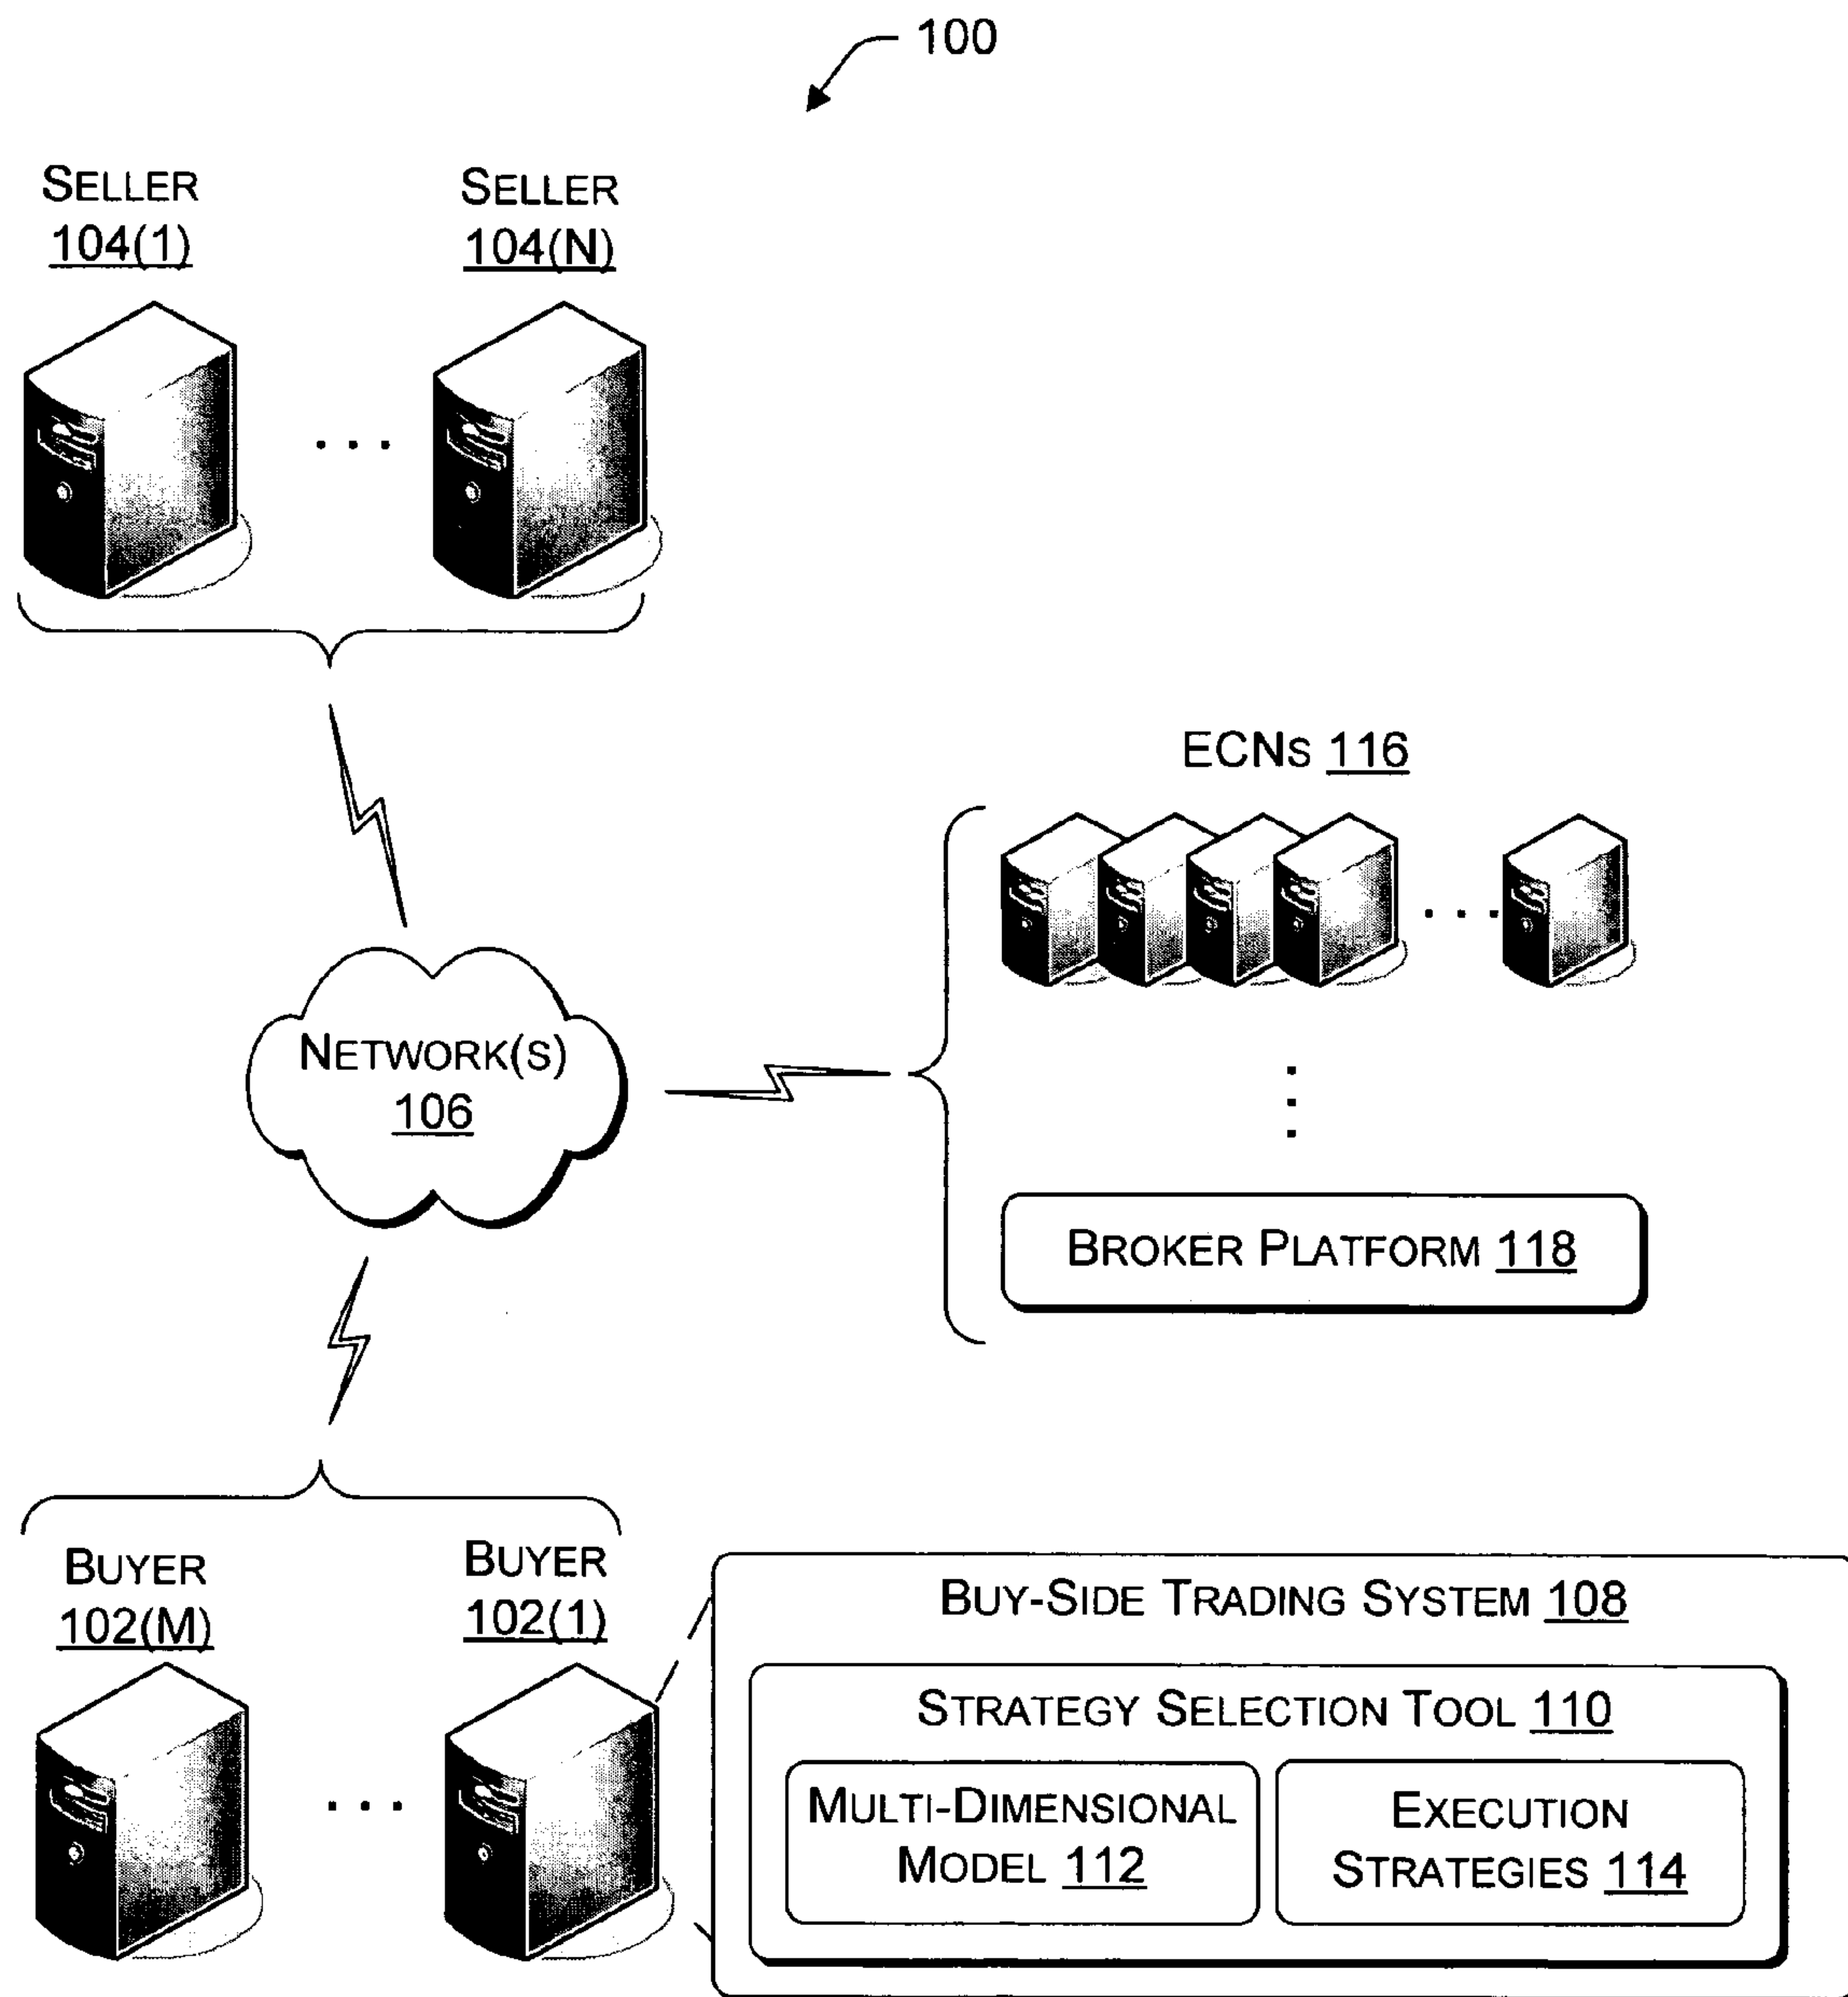 100
SELLER
104(1)
SELLER
104(N)
ECNS 116
NETWORK(S)
106
BROKER PLATFORM 118
BUYER
102(M)
BUYER
102(1)
BUY-SIDE TRADING SYSTEM 108
STRATEGY SELECTION TOOL 110
MULTI-DIMENSIONAL
MODEL 112
EXECUTION
STRATEGIES 114